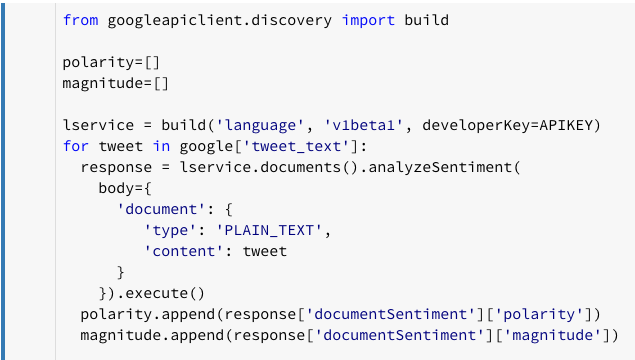 from googleapiclient.discovery import build
polarity=[]
magnitude=[]
lservice = build('language', 'v1beta1', developerKey=APIKEY)
for tweet in google['tweet_text']:
response = lservice.documents().analyzeSentiment(
body={
'document': {
'type': 'PLAIN_TEXT',
'content': tweet
}
}).execute()
polarity.append(response['documentSentiment']['polarity'])
magnitude.append(response['documentSentiment']['magnitude'])